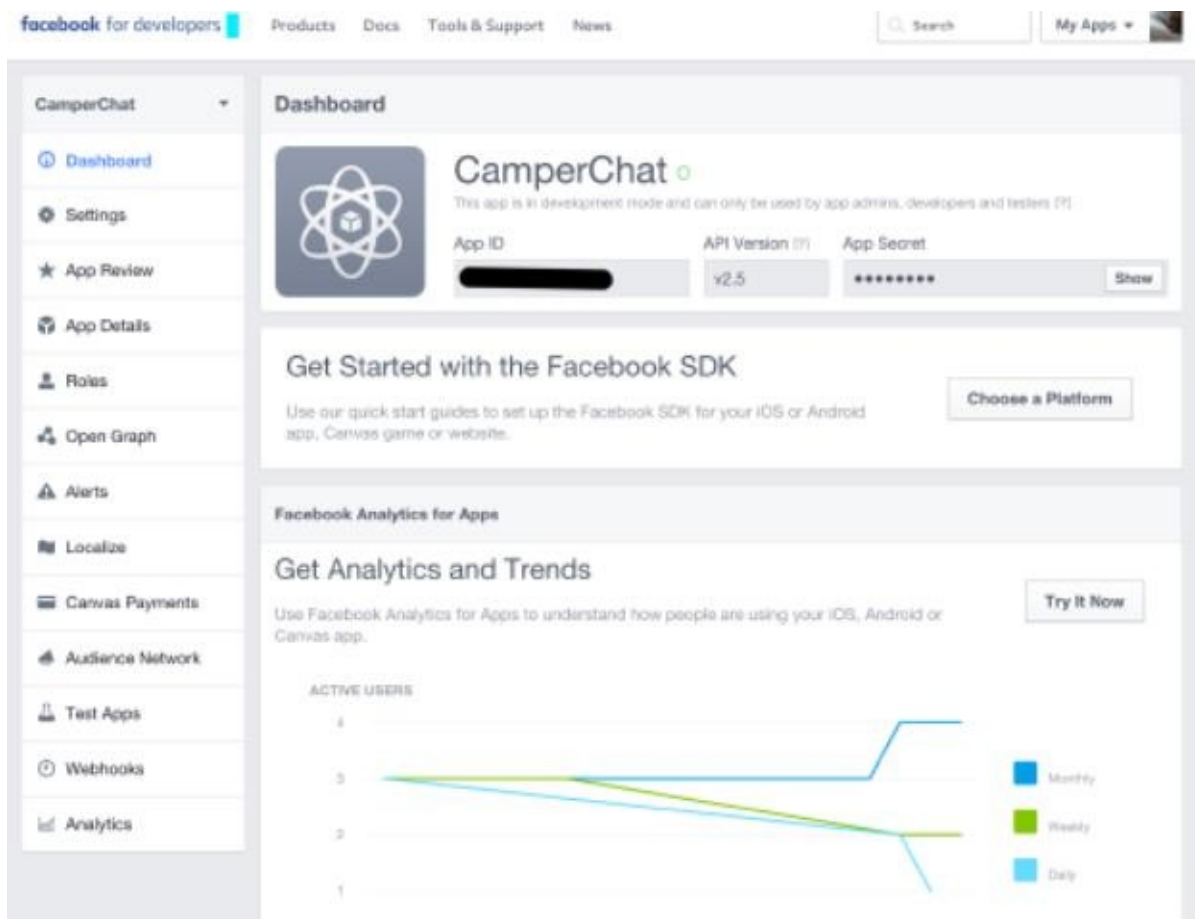 facebook for developers
Products Docs Tools & Support News
Search
My Apps
CamperChat
Dashboard
Settings
App Review
App Details
Roles
Open Graph
Alerts
Localize
Canvas Payments
Audience Network
Test Apps
Webhooks
Analytics
Dashboard
CamperChat
This app is in development mode and can only be used by app admins, developers and testers [?]
App ID
API Version [?]
v2.5
App Secret
●●●●●●●●
Show
Get Started with the Facebook SDK
Use our quick start guides to set up the Facebook SDK for your iOS or Android
app, Canvas game or website.
Choose a Platform
Facebook Analytics for Apps
Get Analytics and Trends
Use Facebook Analytics for Apps to understand how people are using your iOS, Android or
Canvas app.
Try It Now
ACTIVE USERS
4
3
2
1
Monthly
Weekly
Daily